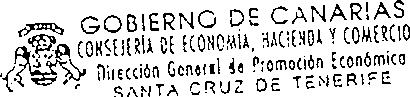 GOBIERNO DE CANARIAS
CONSEJERÍA DE ECONOMÍA, HACIENDA Y COMERCIO
Dirección General de Promoción Económica
SANTA CRUZ DE TENERIFE